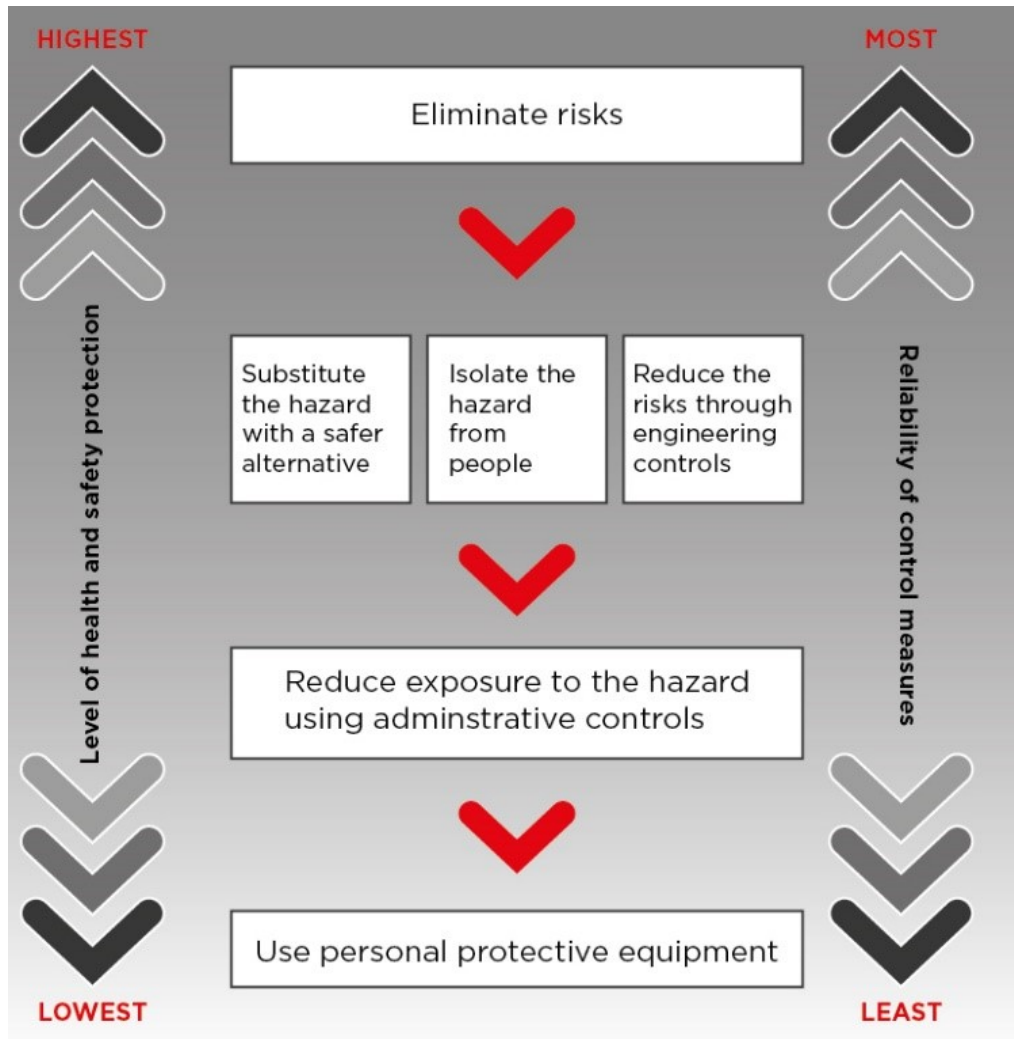 HIGHEST
MOST
Eliminate risks
Level of health and safety protection
Reliability of control measures
Substitute
the hazard
with a safer
alternative
Isolate the
hazard
from
people
Reduce the
risks through
engineering
controls
Reduce exposure to the hazard
using adminstrative controls
Use personal protective equipment
LOWEST
LEAST